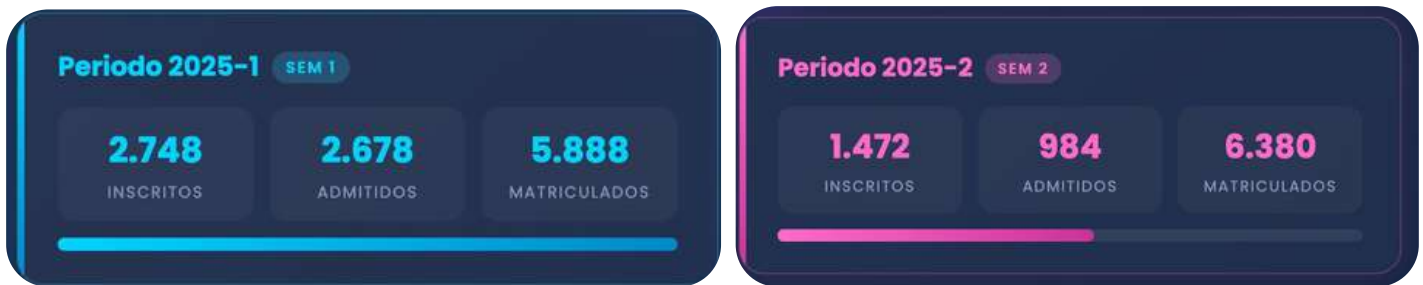 Periodo 2025-1 SEM 1
2.748 2.678 5.888
INSCRITOS ADMITIDOS MATRICULADOS
Periodo 2025-2 SEM 2
1.472 984 6.380
INSCRITOS ADMITIDOS MATRICULADOS